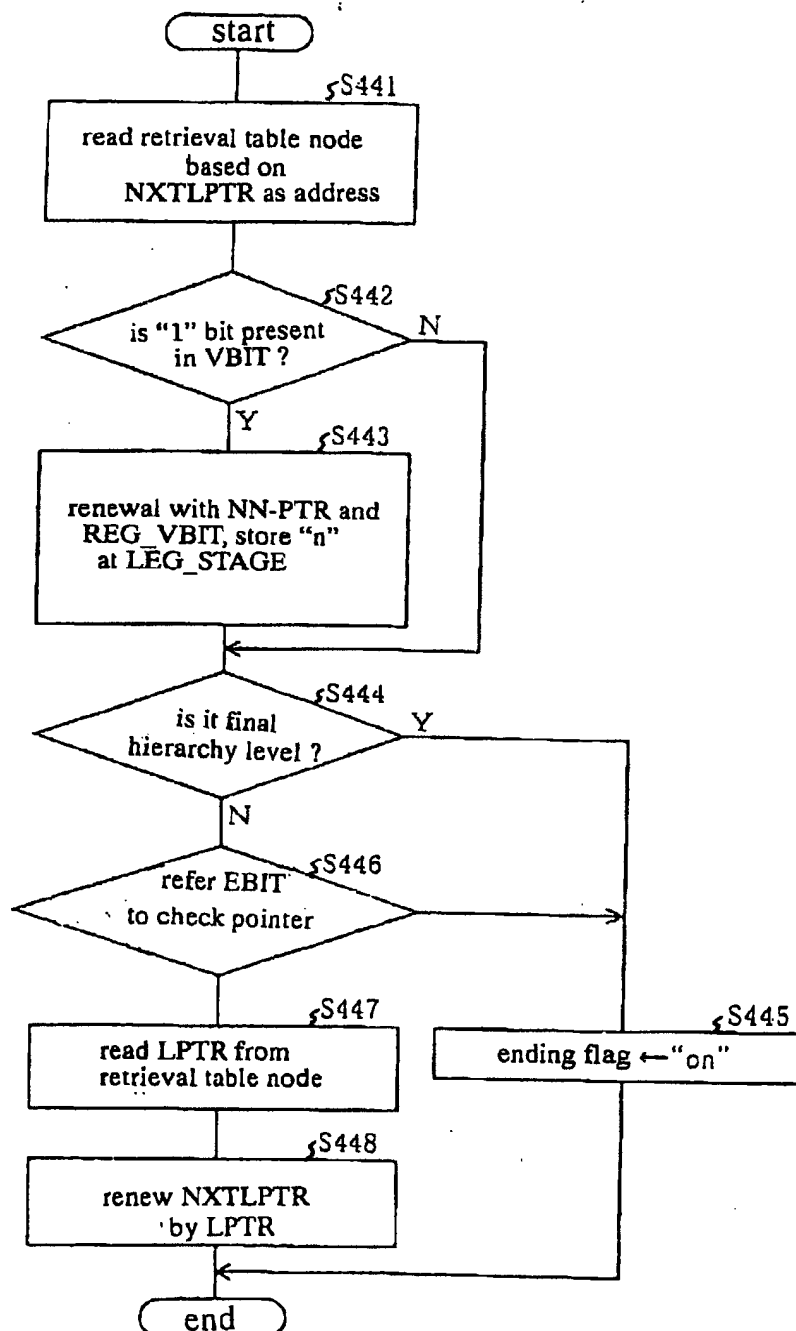 start
S441
read retrieval table node
based on
NXTLPTR as address
S442
is “1” bit present
in VBIT ?
N
Y
S443
renewal with NN-PTR and
REG_VBIT, store “n”
at LEG_STAGE
S444
is it final
hierarchy level ?
Y
N
S446
refer EBIT
to check pointer
S447
read LPTR from
retrieval table node
S445
ending flag ←“on”
S448
renew NXTLPTR
by LPTR
end